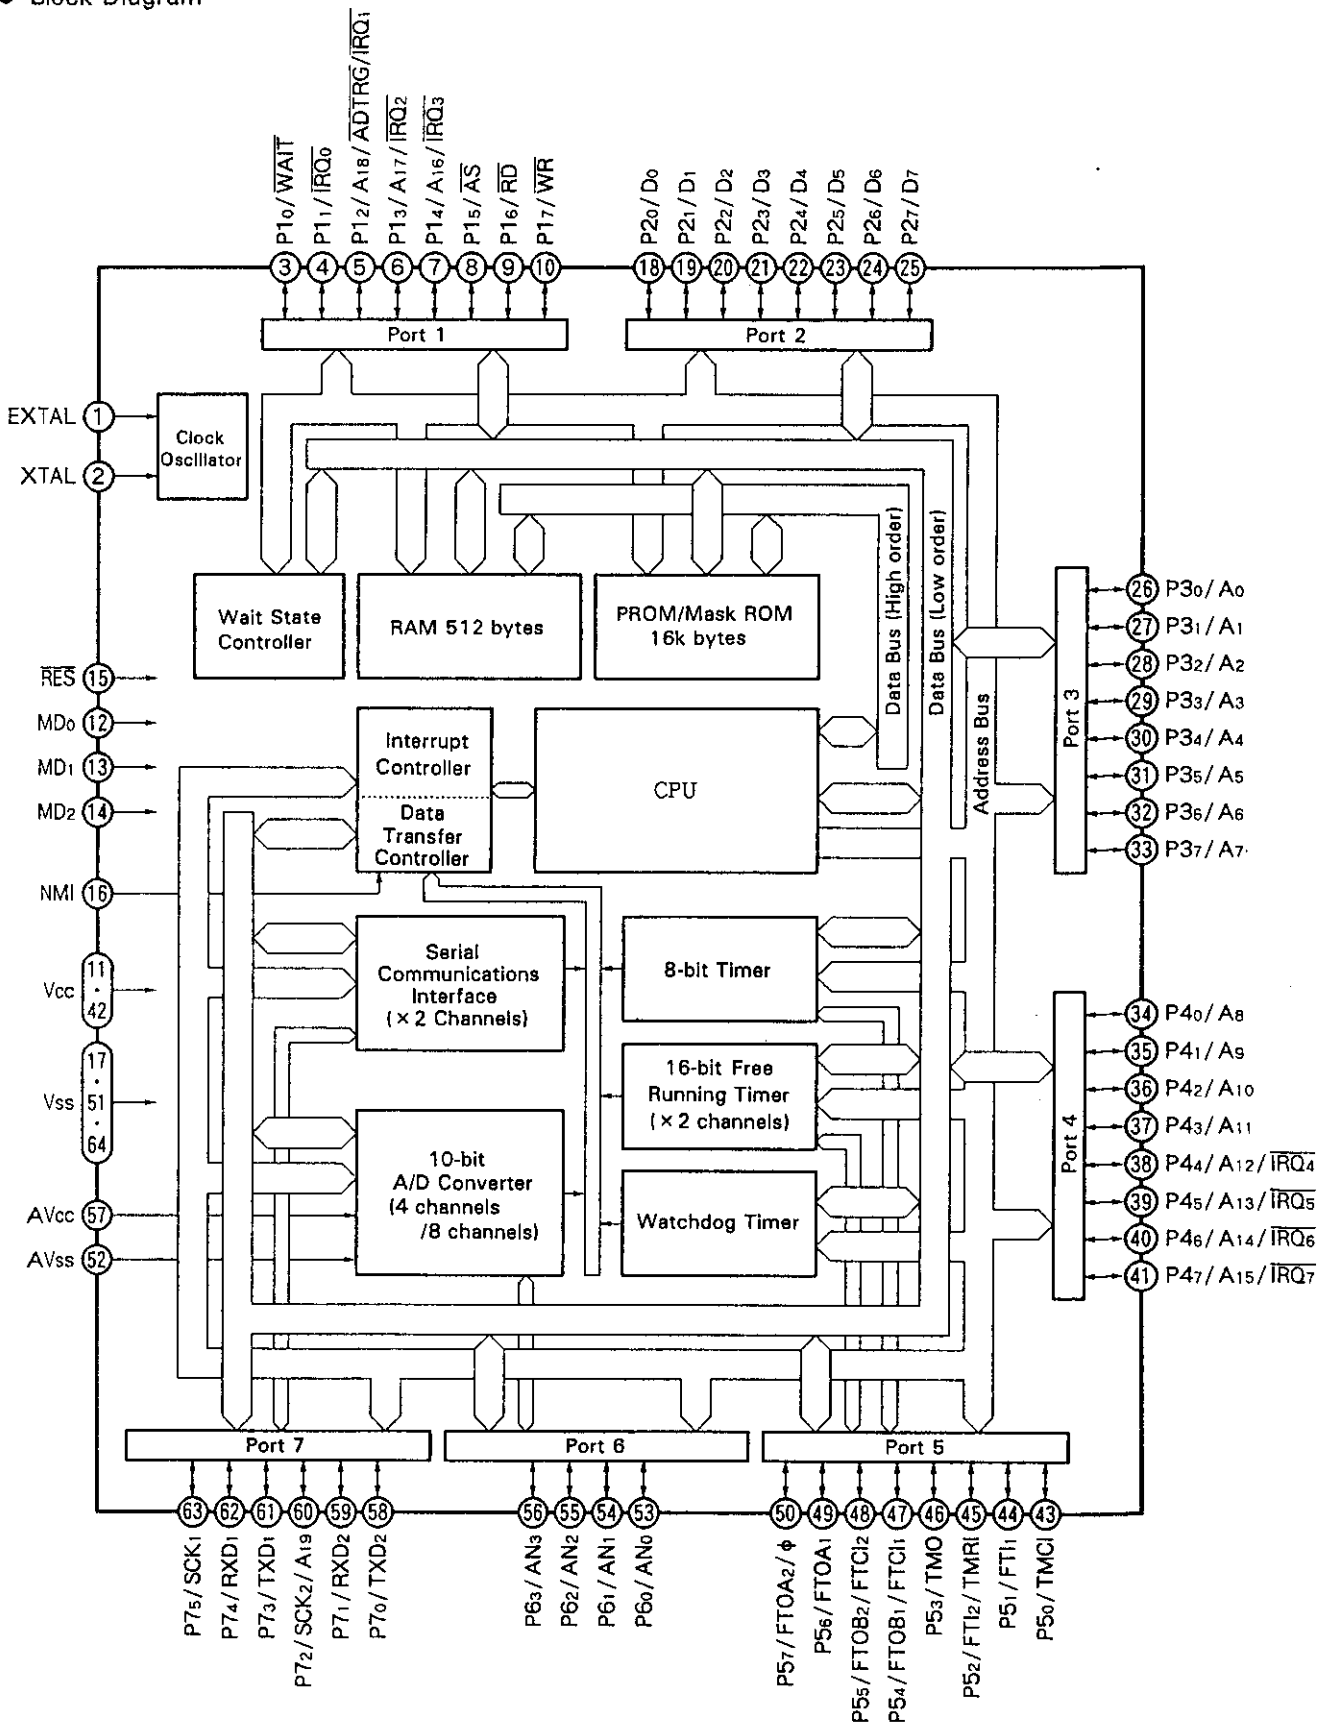 Block Diagram
P10/WAIT
P11/IRQ0
P12/A18/ADTRG/IRQ1
P13/A17/IRQ2
P14/A16/IRQ3
P15/AS
P16/RD
P17/WR
P20/D0
P21/D1
P22/D2
P23/D3
P24/D4
P25/D5
P26/D6
P27/D7
3
4
5
6
7
8
9
10
18
19
20
21
22
23
24
25
Port 1
Port 2
EXTAL 1
XTAL 2
Clock
Oscillator
Wait State
Controller
RAM 512 bytes
PROM/Mask ROM
16k bytes
Data Bus (High order)
Data Bus (Low order)
Address Bus
RES 15
MD0 12
MD1 13
MD2 14
NMI 16
Vcc
11
·
42
Vss
17
·
51
·
64
AVcc 57
AVss 52
Interrupt
Controller
Data
Transfer
Controller
CPU
Serial
Communications
Interface
(×2 Channels)
8-bit Timer
16-bit Free
Running Timer
(×2 channels)
10-bit
A/D Converter
(4 channels
/8 channels)
Watchdog Timer
Port 3
26 P30/A0
27 P31/A1
28 P32/A2
29 P33/A3
30 P34/A4
31 P35/A5
32 P36/A6
33 P37/A7
Port 4
34 P40/A8
35 P41/A9
36 P42/A10
37 P43/A11
38 P44/A12/IRQ4
39 P45/A13/IRQ5
40 P46/A14/IRQ6
41 P47/A15/IRQ7
Port 7
Port 6
Port 5
63
62
61
60
59
58
56
55
54
53
50
49
48
47
46
45
44
43
P75/SCK1
P74/RXD1
P73/TXD1
P72/SCK2/A19
P71/RXD2
P70/TXD2
P63/AN3
P62/AN2
P61/AN1
P60/AN0
P57/FTOA2/φ
P56/FTOA1
P55/FTOB2/FTCI2
P54/FTOB1/FTCI1
P53/TMO
P52/FTI2/TMRI
P51/FTI1
P50/TMCI